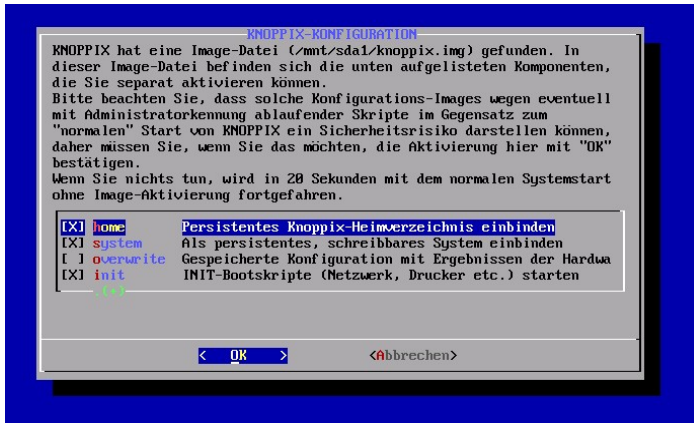 KNOPPIX-KONFIGURATION
KNOPPIX hat eine Image-Datei (/mnt/sda1/knoppix.img) gefunden. In
dieser Image-Datei befinden sich die unten aufgelisteten Komponenten,
die Sie separat aktivieren können.
Bitte beachten Sie, dass solche Konfigurations-Images wegen eventuell
mit Administratorkennung ablaufender Skripte im Gegensatz zum
"normalen" Start von KNOPPIX ein Sicherheitsrisiko darstellen können,
daher müssen Sie, wenn Sie das möchten, die Aktivierung hier mit "OK"
bestätigen.
Wenn Sie nichts tun, wird in 20 Sekunden mit dem normalen Systemstart
ohne Image-Aktivierung fortgefahren.
[X] home Persistentes Knoppix-Heimverzeichnis einbinden
[X] system Als persistentes, schreibbares System einbinden
[ ] overwrite Gespeicherte Konfiguration mit Ergebnissen der Hardwa
[X] init INIT-Bootskripte (Netzwerk, Drucker etc.) starten
.(+)
< OK > <Abbrechen>